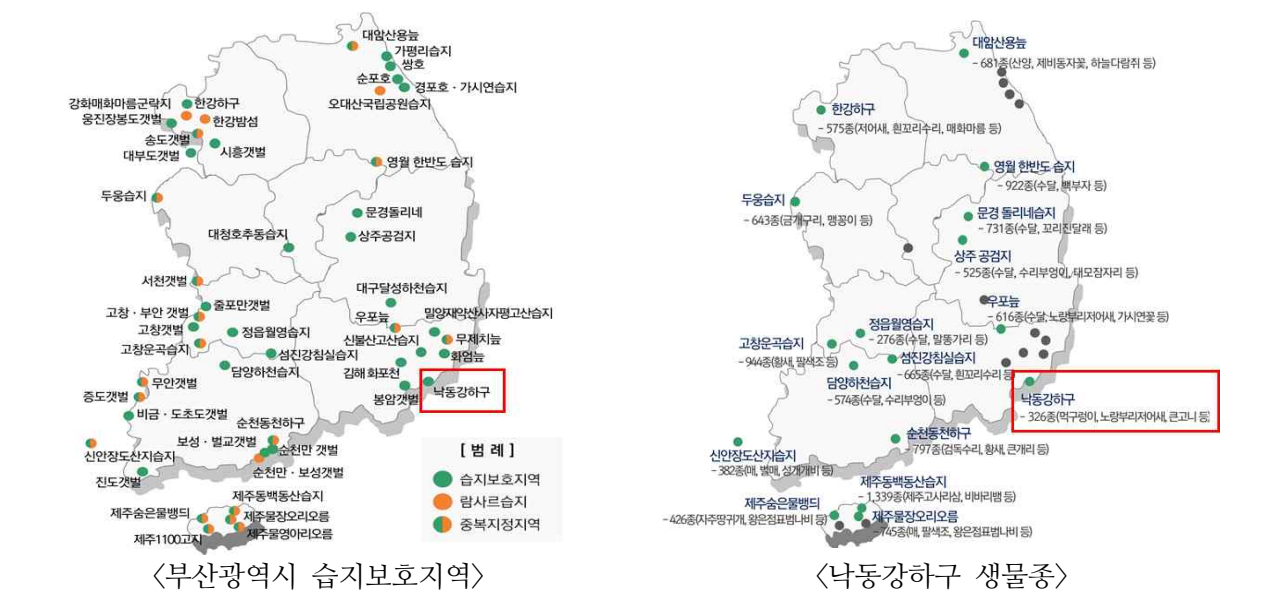 대암산용늪
가평리습지
쌍호
순포호
경포호 · 가시연습지
오대산국립공원습지
강화매화마름군락지
한강하구
웅진장봉도갯벌
한강밤섬
송도갯벌
시흥갯벌
대부도갯벌
영월 한반도 습지
두웅습지
문경돌리네
대청호추동습지
상주공검지
서천갯벌
대구달성하천습지
줄포만갯벌
고창 · 부안 갯벌
우포늪
밀양재약산사자평고산습지
고창갯벌
정읍월영습지
신불산고산습지
무제치늪
고창운곡습지
섬진강침실습지
화엄늪
담양하천습지
김해 화포천
무안갯벌
봉암갯벌
낙동강하구
증도갯벌
비금 · 도초도갯벌
순천동천하구
보성 · 벌교갯벌
순천만 갯벌
신안장도산지습지
순천만 · 보성갯벌
진도갯벌
제주동백동산습지
제주숨은물뱅듸
제주물장오리오름
제주1100고지
제주물영아리오름
[ 범 례 ]
습지보호지역
람사르습지
중복지정지역
〈부산광역시 습지보호지역〉
대암산용늪
- 681종(산양, 제비동자꽃, 하늘다람쥐 등)
한강하구
- 575종(저어새, 흰꼬리수리, 매화마름 등)
영월 한반도 습지
- 922종(수달, 백부자 등)
두웅습지
- 643종(금개구리, 맹꽁이 등)
문경 돌리네습지
- 731종(수달, 꼬리진달래 등)
상주 공검지
- 525종(수달, 수리부엉이, 대모잠자리 등)
우포늪
- 616종(수달, 노랑부리저어새, 가시연꽃 등)
정읍월영습지
- 276종(수달, 말똥가리 등)
고창운곡습지
- 944종(황새, 팔색조 등)
섬진강침실습지
- 665종(수달, 흰꼬리수리 등)
담양하천습지
- 574종(수달, 수리부엉이 등)
낙동강하구
- 326종(먹구렁이, 노랑부리저어새, 큰고니 등)
순천동천하구
- 797종(검독수리, 황새, 큰개리 등)
신안장도산지습지
- 382종(매, 벌매, 성개개비 등)
제주동백동산습지
- 1,339종(제주고사리삼, 비바리뱀 등)
제주숨은물뱅듸
- 426종(자주땅귀개, 왕은점표범나비 등)
제주물장오리오름
- 745종(매, 팔색조, 왕은점표범나비 등)
〈낙동강하구 생물종〉